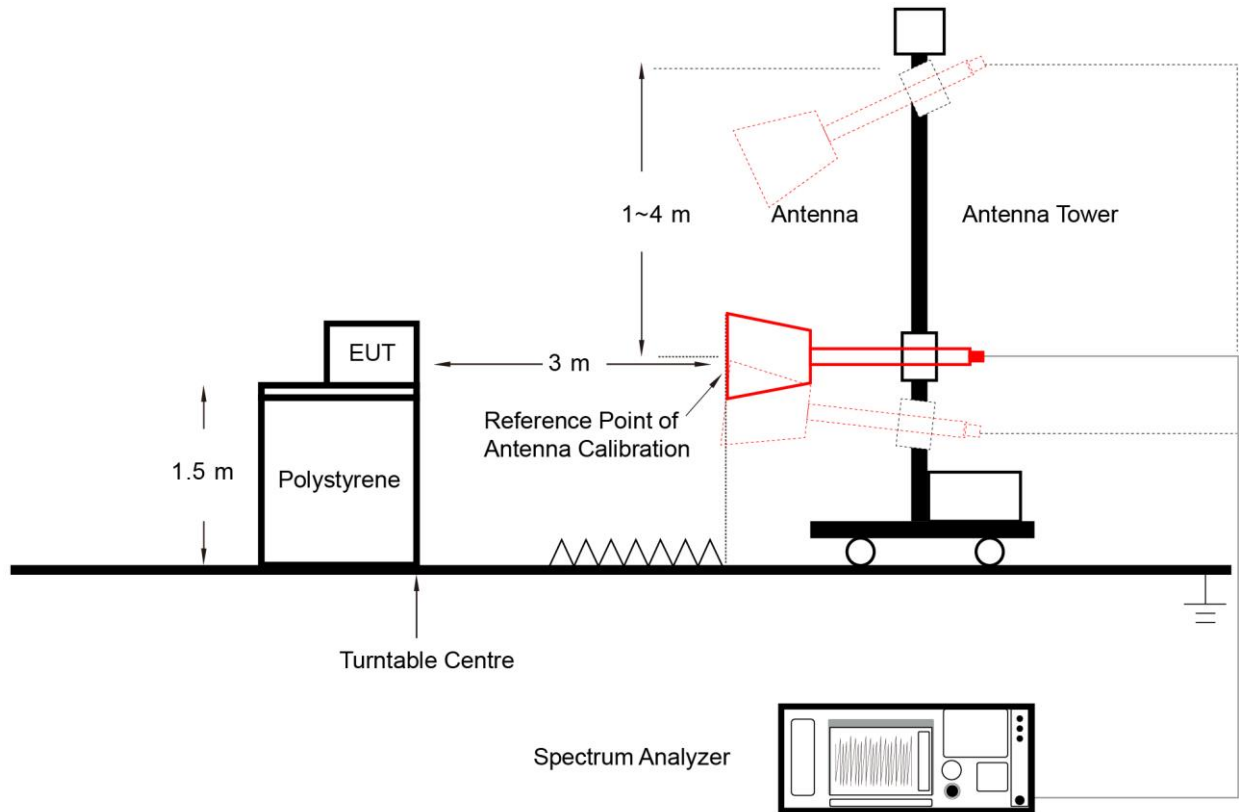 1~4 m
Antenna
Antenna Tower
EUT
3 m
Reference Point of
Antenna Calibration
1.5 m
Polystyrene
Turntable Centre
Spectrum Analyzer